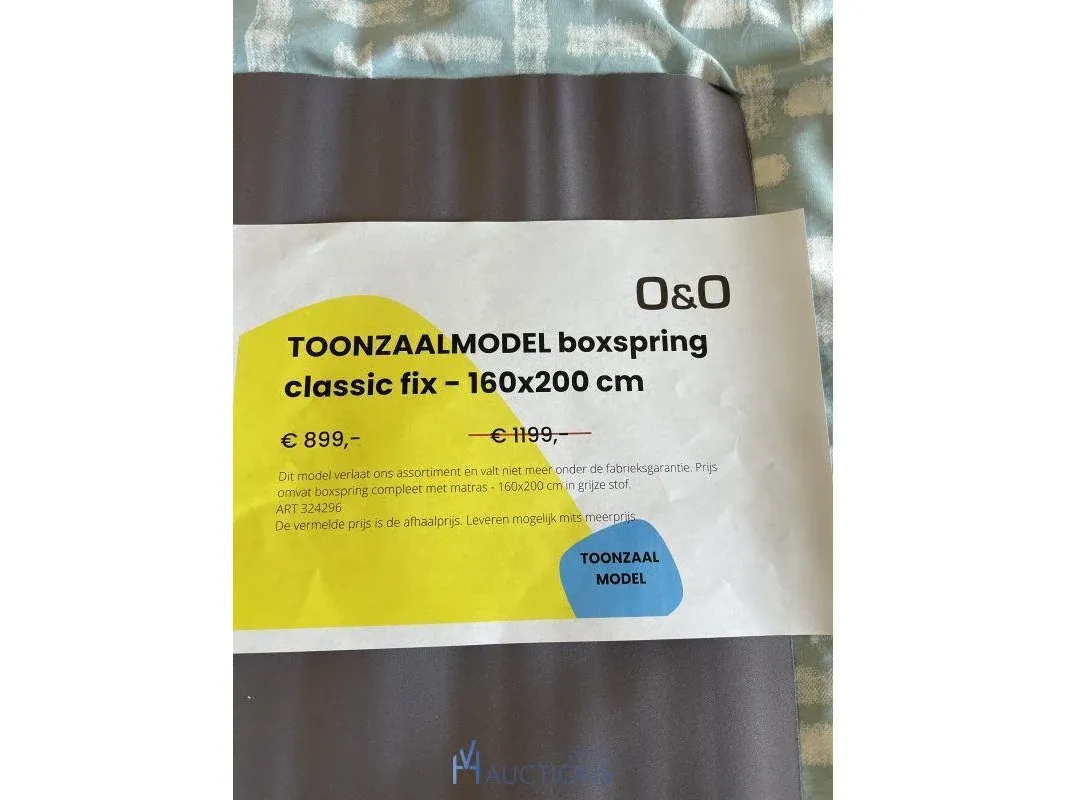 O&O
TOONZAALMODEL boxspring
classic fix - 160x200 cm
€ 899,- € 1199,-
Dit model verlaat ons assortiment en valt niet meer onder de fabrieksgarantie. Prijs
omvat boxspring compleet met matras - 160x200 cm in grijze stof.
ART 324296
De vermelde prijs is de afhaalprijs. Leveren mogelijk mits meerprijs.
TOONZAAL
MODEL
AUCTIONS